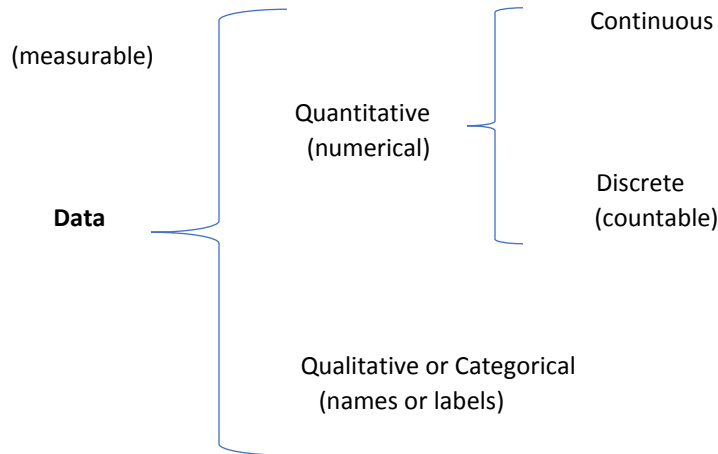 Continuous
(measurable)
Quantitative
(numerical)
Discrete
(countable)
Data
Qualitative or Categorical
(names or labels)